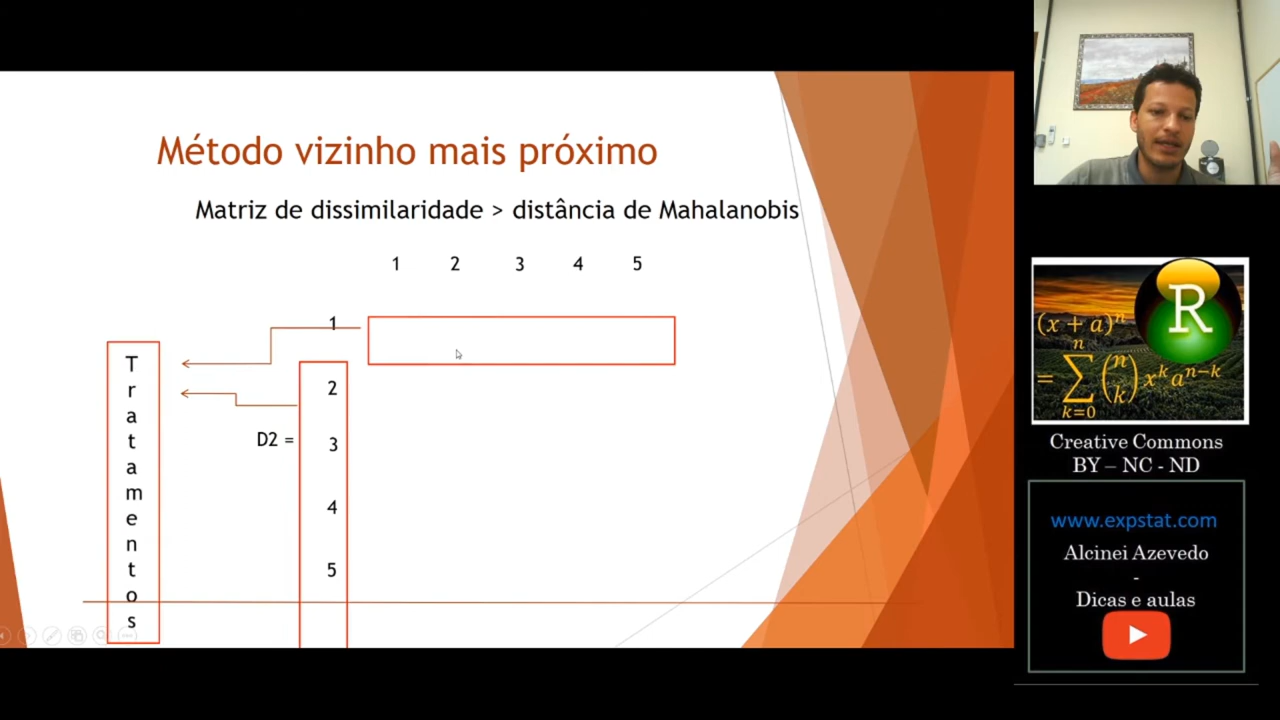 Método vizinho mais próximo
Matriz de dissimilaridade > distância de Mahalanobis
1 2 3 4 5
1
2
D2 = 3
4
5
T
r
a
t
a
m
e
n
t
o
s
R
(x + a)^n
= ∑_{k=0}^{n} (n k) x^k a^{n−k}
Creative Commons
BY – NC - ND
www.expstat.com
Alcinei Azevedo
-
Dicas e aulas